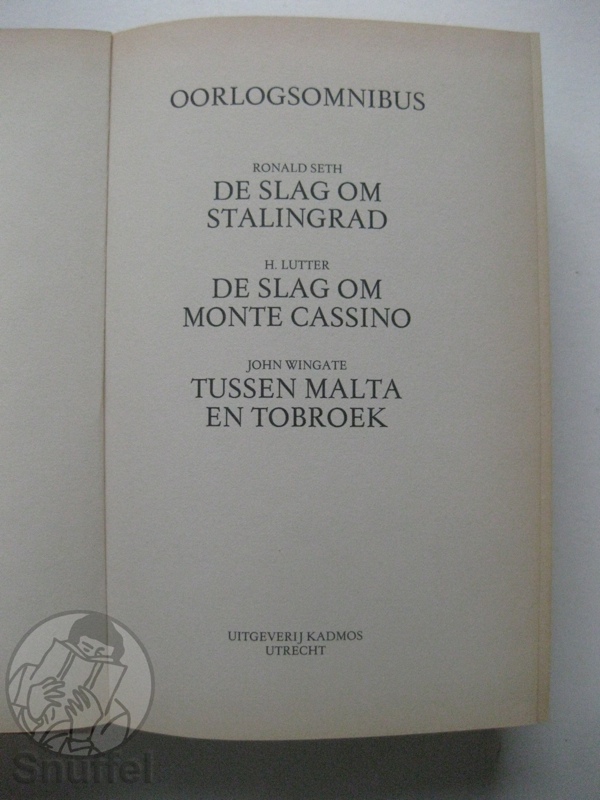 OORLOGSOMNIBUS
RONALD SETH
DE SLAG OM
STALINGRAD
H. LUTTER
DE SLAG OM
MONTE CASSINO
JOHN WINGATE
TUSSEN MALTA
EN TOBROEK
UITGEVERIJ KADMOS
UTRECHT
Snuffel